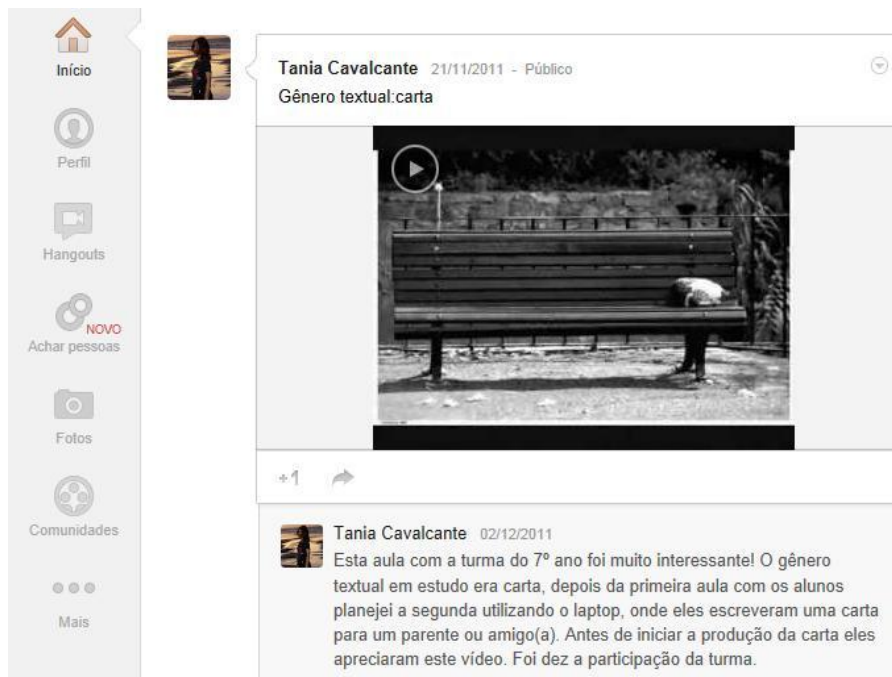 Início
Perfil
Hangouts
NOVO
Achar pessoas
Fotos
Comunidades
Mais
Tania Cavalcante 21/11/2011 - Público
Gênero textual:carta
+1
Tania Cavalcante 02/12/2011
Esta aula com a turma do 7º ano foi muito interessante! O gênero
textual em estudo era carta, depois da primeira aula com os alunos
planejei a segunda utilizando o laptop, onde eles escreveram uma carta
para um parente ou amigo(a). Antes de iniciar a produção da carta eles
apreciaram este vídeo. Foi dez a participação da turma.